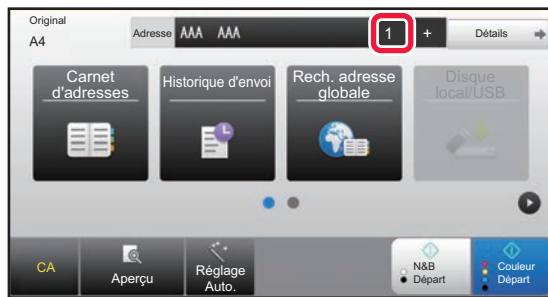 Original
A4
Adresse AAA AAA 1 + Détails
Carnet d'adresses
Historique d'envoi
Rech. adresse globale
Disque local/USB
CA
Aperçu
Réglage Auto.
N&B Départ
Couleur Départ